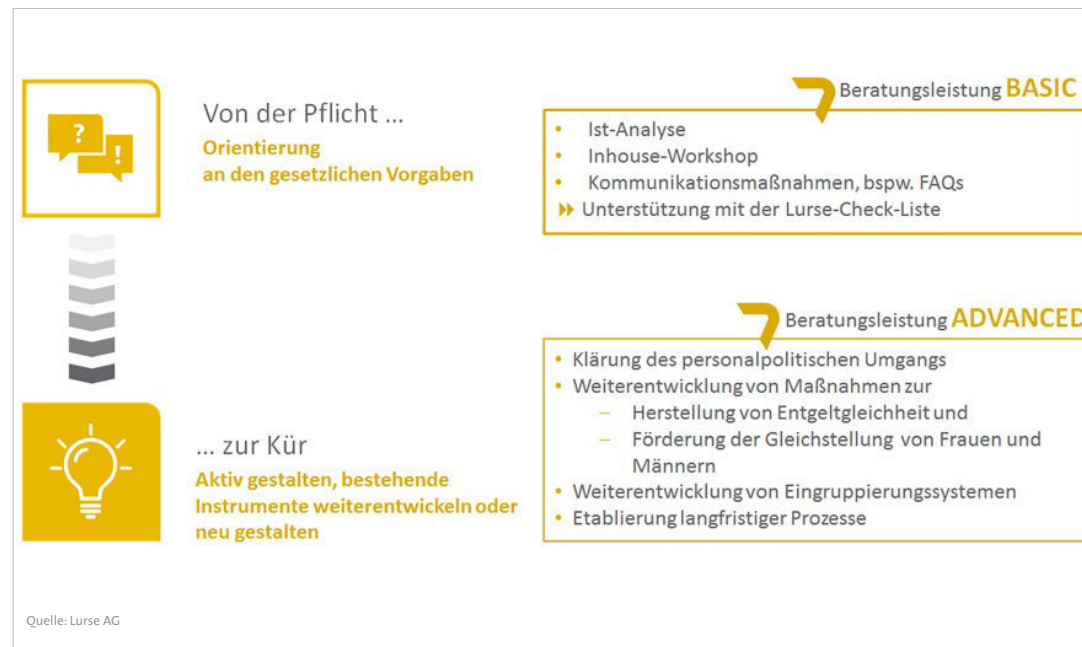 ?
!
Von der Pflicht ...
Orientierung
an den gesetzlichen Vorgaben
Beratungsleistung BASIC
• Ist-Analyse
• Inhouse-Workshop
• Kommunikationsmaßnahmen, bspw. FAQs
Unterstützung mit der Lurse-Check-Liste
... zur Kür
Aktiv gestalten, bestehende
Instrumente weiterentwickeln oder
neu gestalten
Beratungsleistung ADVANCED
• Klärung des personalpolitischen Umgangs
• Weiterentwicklung von Maßnahmen zur
– Herstellung von Entgeltgleichheit und
– Förderung der Gleichstellung von Frauen und
Männern
• Weiterentwicklung von Eingruppierungssystemen
• Etablierung langfristiger Prozesse
Quelle: Lurse AG